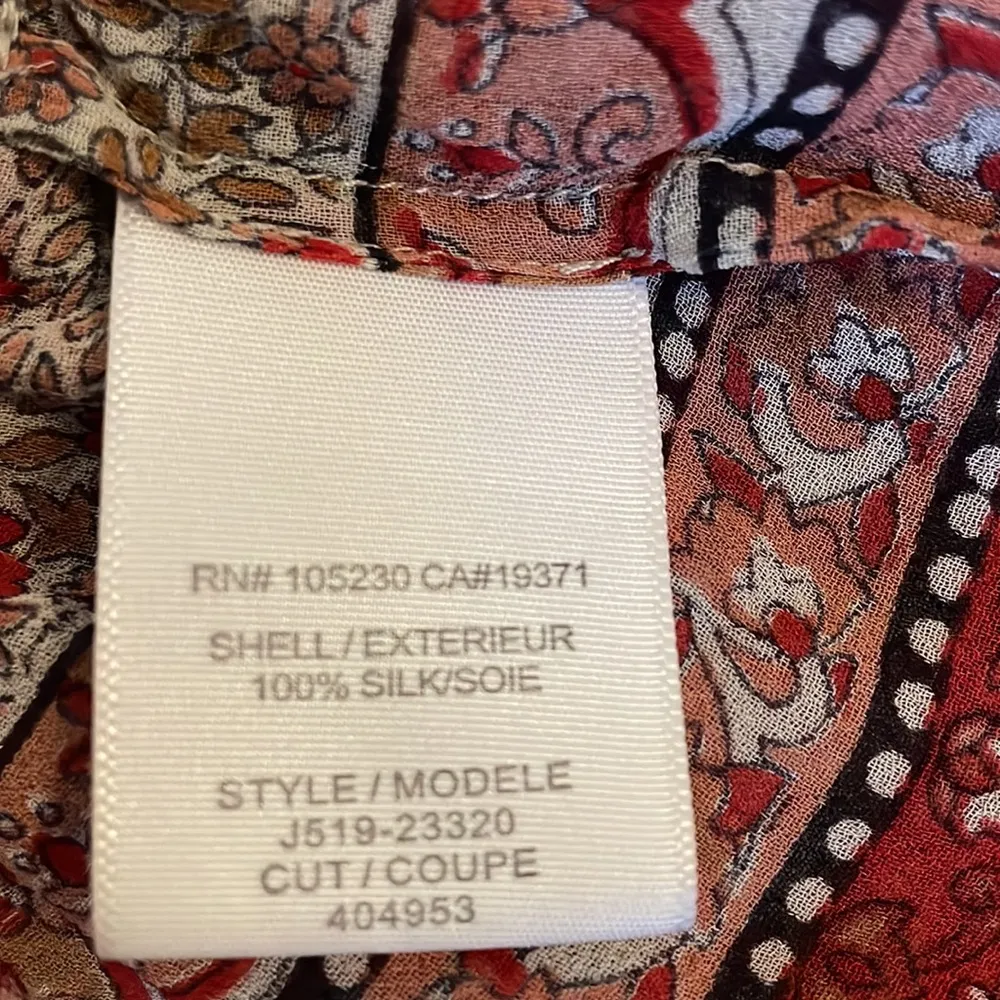 RN# 105230 CA#19371
SHELL / EXTERIEUR
100% SILK/SOIE
STYLE / MODELE
J519-23320
CUT / COUPE
404953